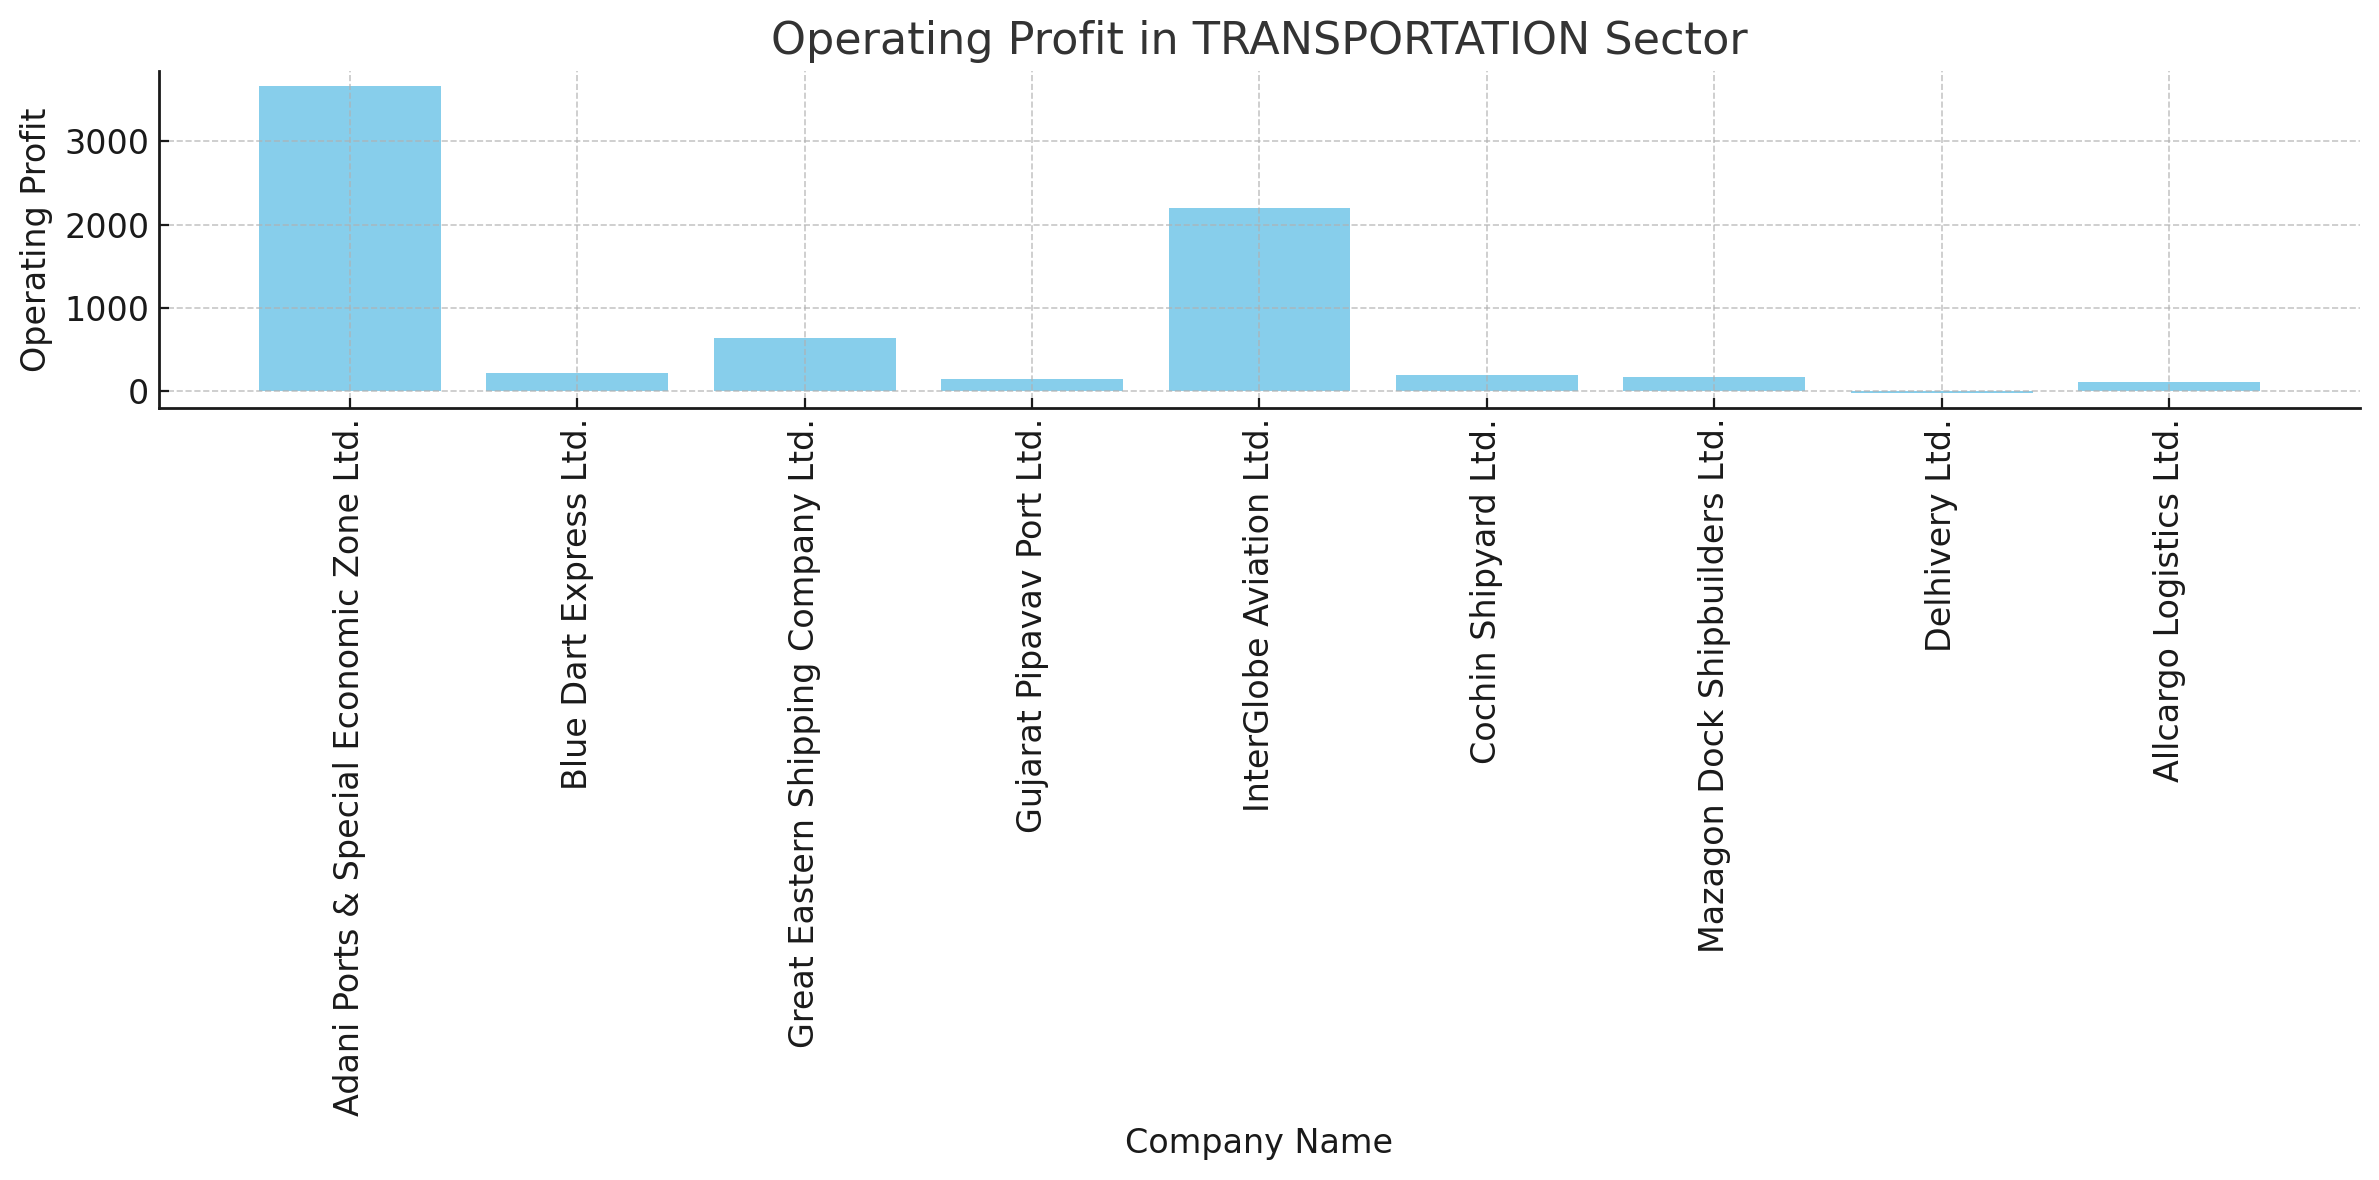 Operating Profit in TRANSPORTATION Sector
Operating Profit
3000
2000
1000
0
Adani Ports & Special Economic Zone Ltd.
Blue Dart Express Ltd.
Great Eastern Shipping Company Ltd.
Gujarat Pipavav Port Ltd.
InterGlobe Aviation Ltd.
Cochin Shipyard Ltd.
Mazagon Dock Shipbuilders Ltd.
Delhivery Ltd.
Allcargo Logistics Ltd.
Company Name